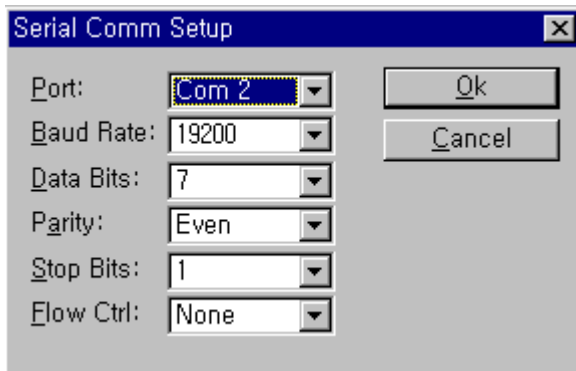 Serial Comm Setup
Port: Com 2
Baud Rate: 19200
Data Bits: 7
Parity: Even
Stop Bits: 1
Flow Ctrl: None
Ok
Cancel